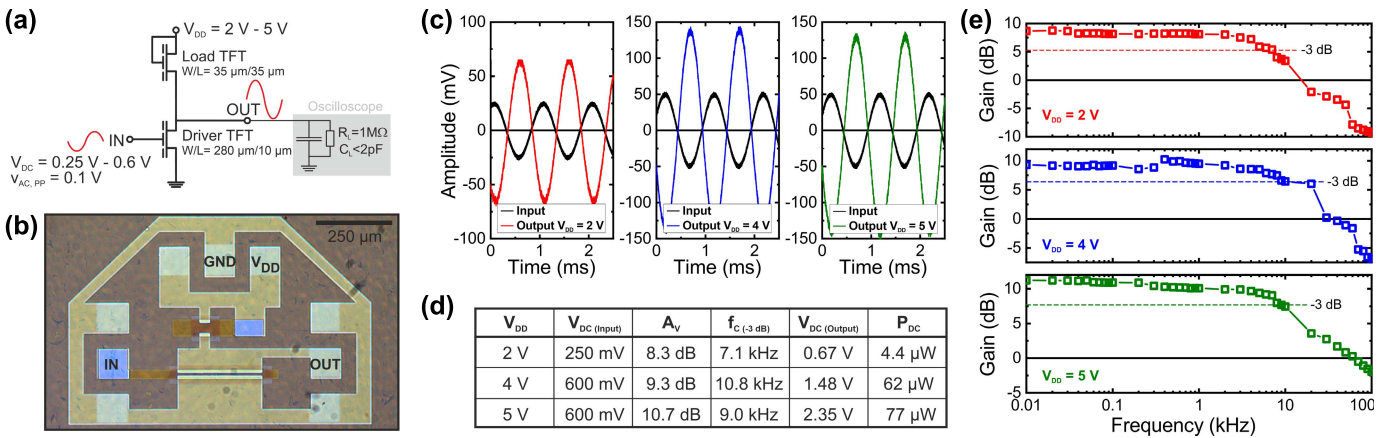 (a)
V_DD = 2 V - 5 V
Load TFT
W/L= 35 µm/35 µm
OUT
Oscilloscope
IN
Driver TFT
W/L= 280 µm/10 µm
R_L=1MΩ
C_L<2pF
V_DC = 0.25 V - 0.6 V
v_AC, PP = 0.1 V
(b)
250 µm
GND
V_DD
IN
OUT
(c)
Amplitude (mV)
100
50
0
-50
-100
Input
Output V_DD = 2 V
0 1 2
Time (ms)
150
100
50
0
-50
-100
-150
Input
Output V_DD = 4 V
0 1 2
Time (ms)
150
100
50
0
-50
-100
-150
Input
Output V_DD = 5 V
0 1 2
Time (ms)
(d)
V_DD V_DC (Input) A_V f_C (-3 dB) V_DC (Output) P_DC
2 V 250 mV 8.3 dB 7.1 kHz 0.67 V 4.4 µW
4 V 600 mV 9.3 dB 10.8 kHz 1.48 V 62 µW
5 V 600 mV 10.7 dB 9.0 kHz 2.35 V 77 µW
(e)
Gain (dB)
10
5
0
-5
-10
-3 dB
V_DD = 2 V
Gain (dB)
10
5
0
-5
-3 dB
V_DD = 4 V
Gain (dB)
10
5
0
-5
-3 dB
V_DD = 5 V
0.01 0.1 1 10 100
Frequency (kHz)